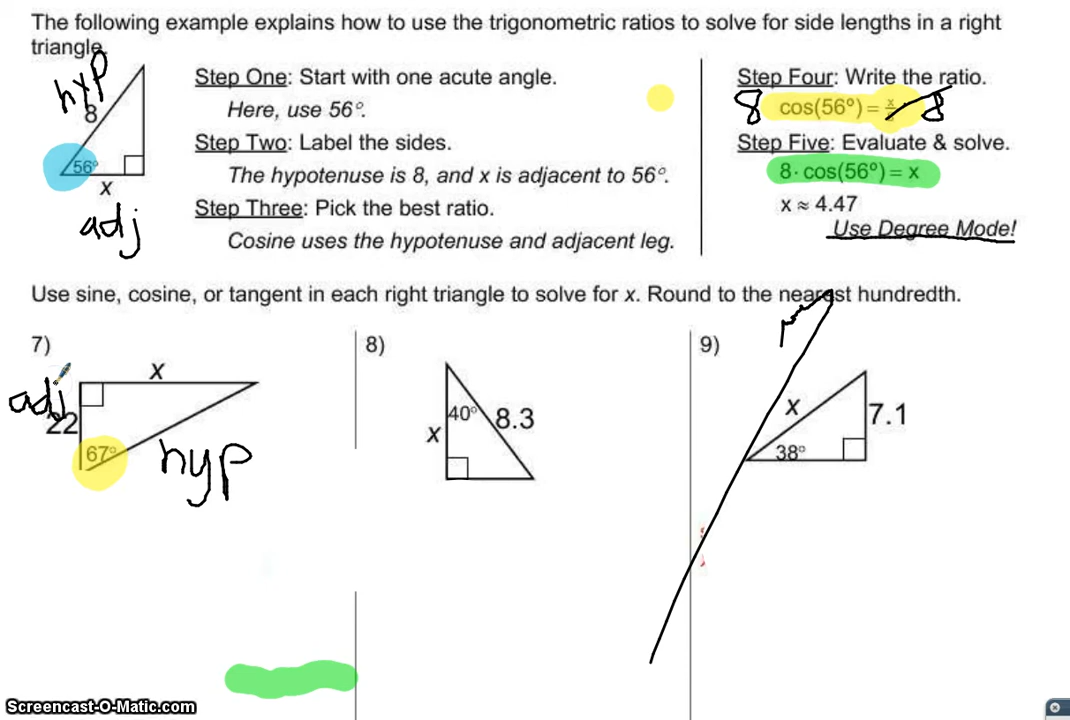 The following example explains how to use the trigonometric ratios to solve for side lengths in a right
triangle.
hyp
8
56°
x
adj
Step One: Start with one acute angle.
Here, use 56°.
Step Two: Label the sides.
The hypotenuse is 8, and x is adjacent to 56°.
Step Three: Pick the best ratio.
Cosine uses the hypotenuse and adjacent leg.
Step Four: Write the ratio.
8 cos(56°) = x/8 8
Step Five: Evaluate & solve.
8· cos(56°) = x
x ≈ 4.47
Use Degree Mode!
Use sine, cosine, or tangent in each right triangle to solve for x. Round to the nearest hundredth.
7)
x
adj
22
67°
hyp
8)
40°
8.3
x
9)
x
7.1
38°
Screencast-O-Matic.com